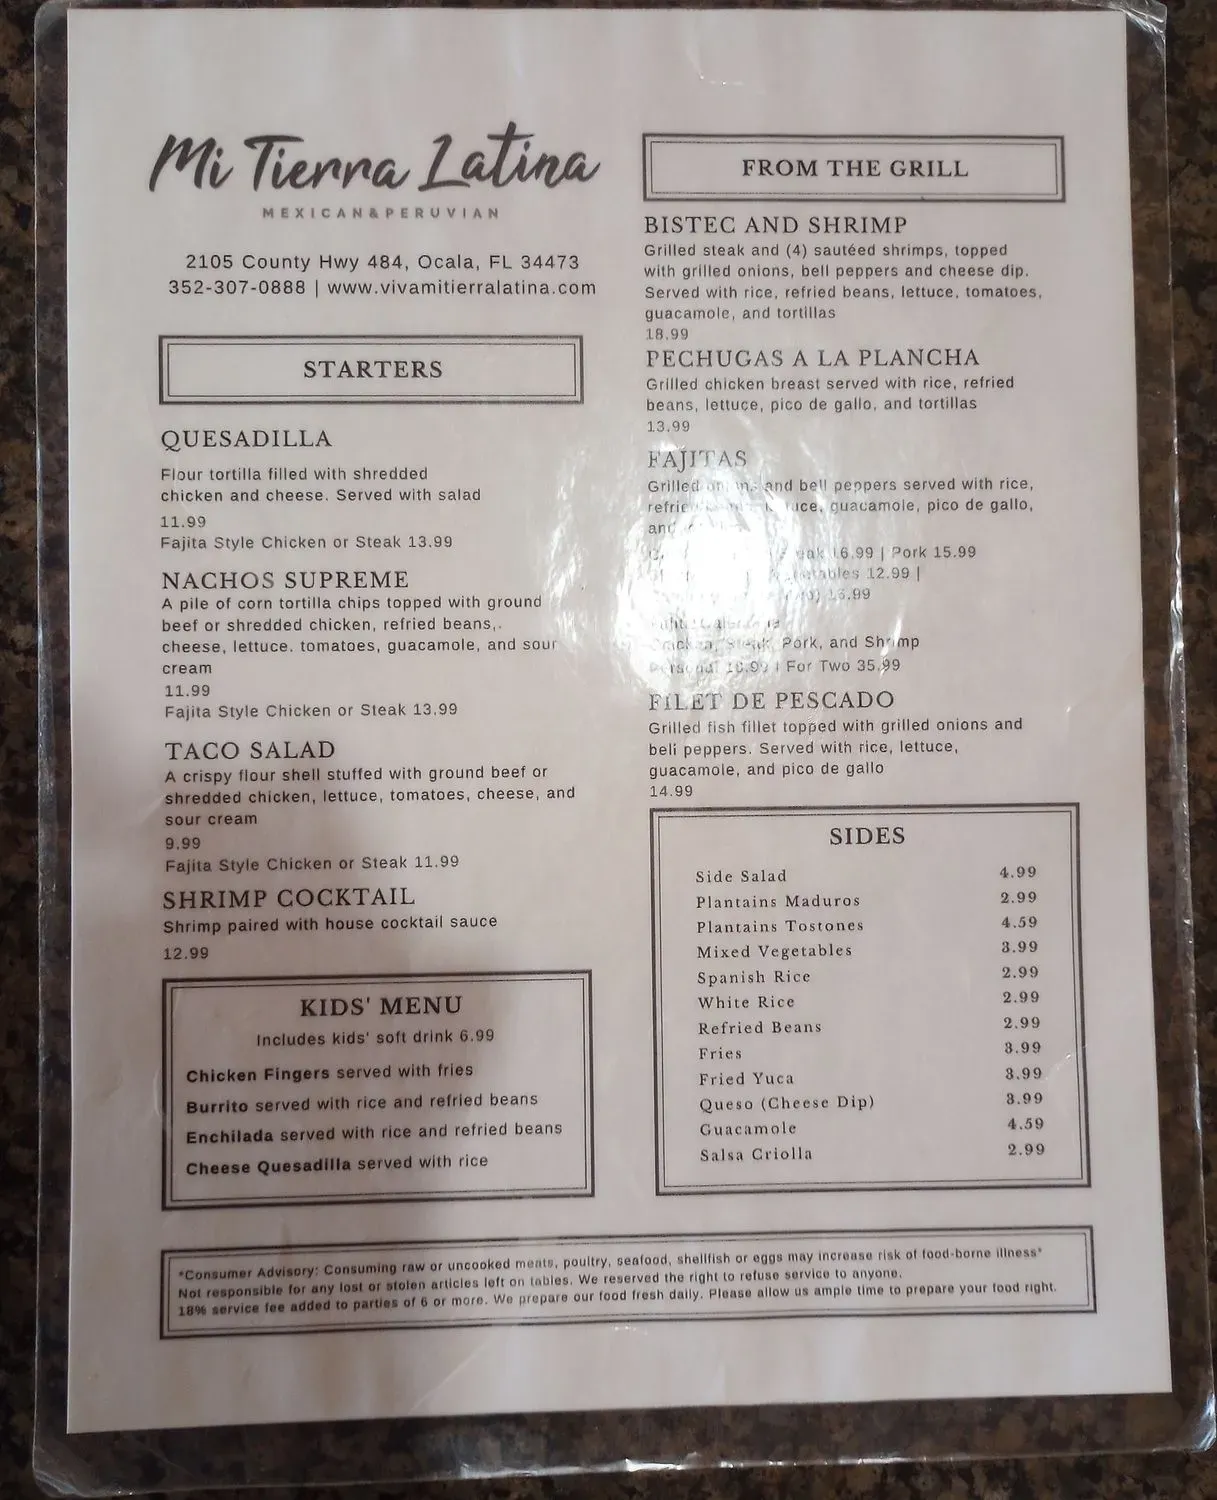 Mi Tierra Latina
MEXICAN&PERUVIAN
2105 County Hwy 484, Ocala, FL 34473
352-307-0888 | www.vivamitierralatina.com
STARTERS
QUESADILLA
Flour tortilla filled with shredded
chicken and cheese. Served with salad
11.99
Fajita Style Chicken or Steak 13.99
NACHOS SUPREME
A pile of corn tortilla chips topped with ground
beef or shredded chicken, refried beans,.
cheese, lettuce. tomatoes, guacamole, and sour
cream
11.99
Fajita Style Chicken or Steak 13.99
TACO SALAD
A crispy flour shell stuffed with ground beef or
shredded chicken, lettuce, tomatoes, cheese, and
sour cream
9.99
Fajita Style Chicken or Steak 11.99
SHRIMP COCKTAIL
Shrimp paired with house cocktail sauce
12.99
KIDS' MENU
Includes kids' soft drink 6.99
Chicken Fingers served with fries
Burrito served with rice and refried beans
Enchilada served with rice and refried beans
Cheese Quesadilla served with rice
FROM THE GRILL
BISTEC AND SHRIMP
Grilled steak and (4) sautéed shrimps, topped
with grilled onions, bell peppers and cheese dip.
Served with rice, refried beans, lettuce, tomatoes,
guacamole, and tortillas
18.99
PECHUGAS A LA PLANCHA
Grilled chicken breast served with rice, refried
beans, lettuce, pico de gallo, and tortillas
13.99
FAJITAS
Grilled onions and bell peppers served with rice,
guacamole, pico de gallo,
and
16.99 | Pork 15.99
12.99 |
Pork, and Shrimp
For Two 35.99
FILET DE PESCADO
Grilled fish fillet topped with grilled onions and
bell peppers. Served with rice, lettuce,
guacamole, and pico de gallo
14.99
SIDES
Side Salad 4.99
Plantains Maduros 2.99
Plantains Tostones 4.59
Mixed Vegetables 3.99
Spanish Rice 2.99
White Rice 2.99
Refried Beans 2.99
Fries 3.99
Fried Yuca 3.99
Queso (Cheese Dip) 3.99
Guacamole 4.59
Salsa Criolla 2.99
*Consumer Advisory: Consuming raw or uncooked meats, poultry, seafood, shellfish or eggs may increase risk of food-borne illness*
Not responsible for any lost or stolen articles left on tables. We reserved the right to refuse service to anyone.
18% service fee added to parties of 6 or more. We prepare our food fresh daily. Please allow us ample time to prepare your food right.